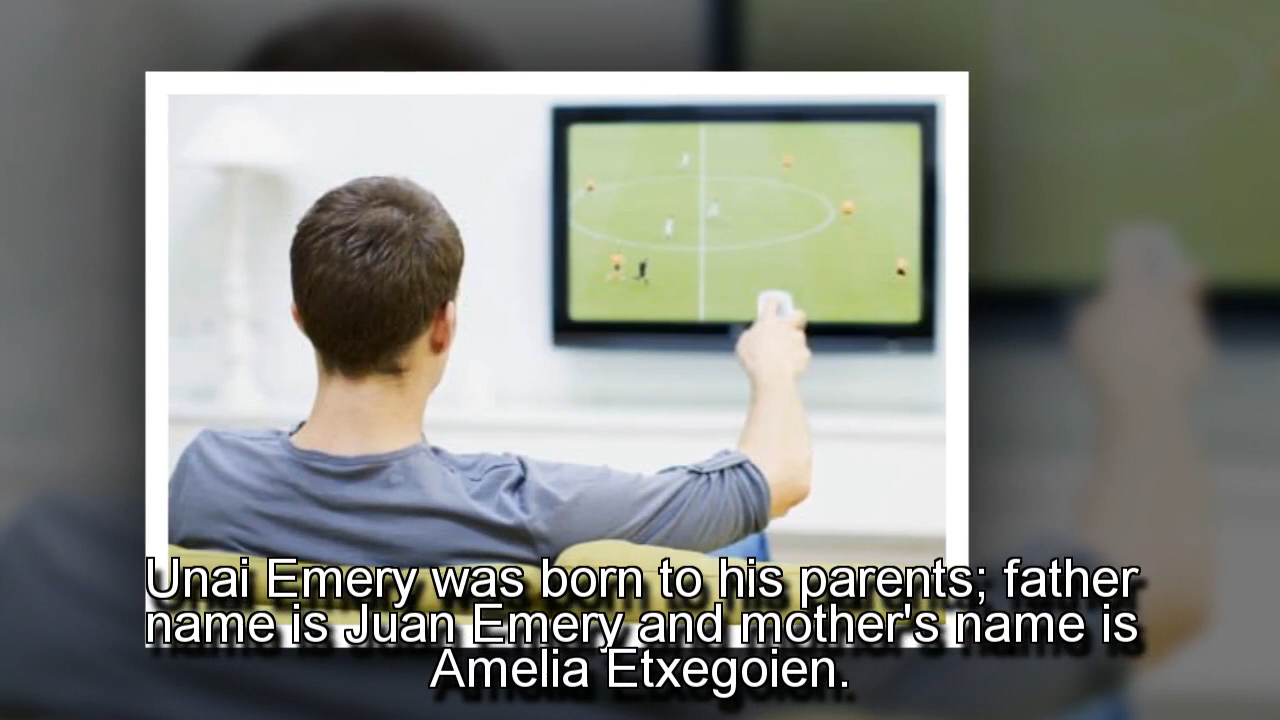 Unai Emery was born to his parents; father
name is Juan Emery and mother's name is
Amelia Etxegoien.